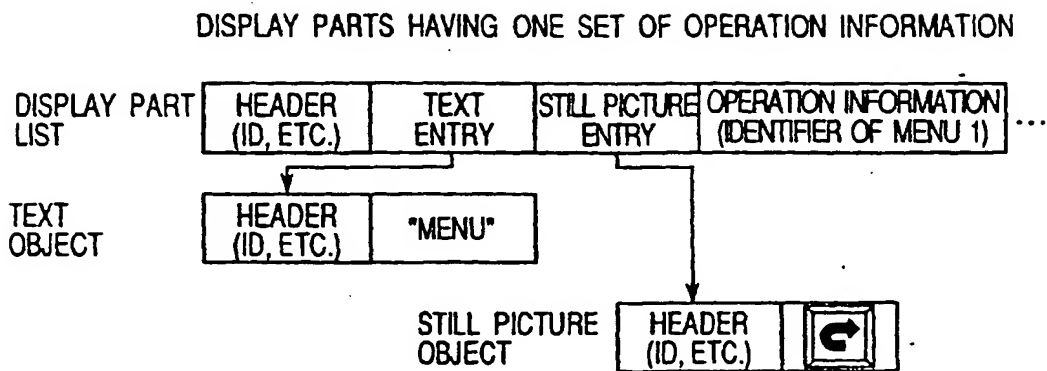 DISPLAY PARTS HAVING ONE SET OF OPERATION INFORMATION
DISPLAY PART LIST
HEADER (ID, ETC.)
TEXT ENTRY
STILL PICTURE ENTRY
OPERATION INFORMATION (IDENTIFIER OF MENU 1)
...
TEXT OBJECT
HEADER (ID, ETC.)
"MENU"
STILL PICTURE OBJECT
HEADER (ID, ETC.)